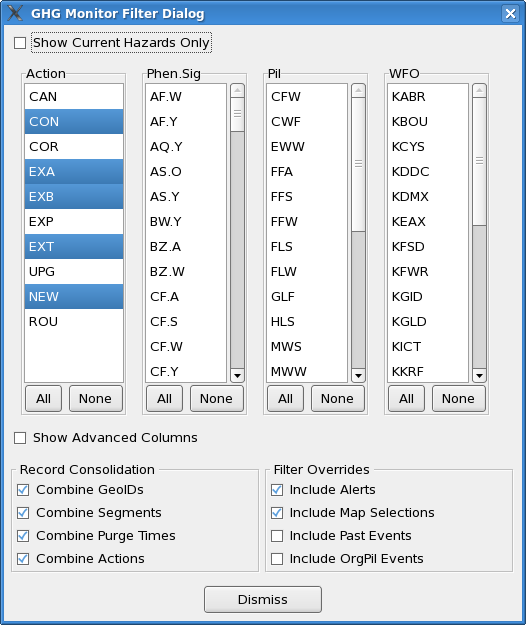 GHG Monitor Filter Dialog
Show Current Hazards Only
Action
CAN
CON
COR
EXA
EXB
EXP
EXT
UPG
NEW
ROU
All None
Phen.Sig
AF.W
AF.Y
AQ.Y
AS.O
AS.Y
BW.Y
BZ.A
BZ.W
CF.A
CF.S
CF.W
CF.Y
All None
Pil
CFW
CWF
EWW
FFA
FFS
FFW
FLS
FLW
GLF
HLS
MWS
MWW
All None
WFO
KABR
KBOU
KCYS
KDDC
KDMX
KEAX
KFSD
KFWR
KGID
KGLD
KICT
KKRF
All None
Show Advanced Columns
Record Consolidation
Combine GeoIDs
Combine Segments
Combine Purge Times
Combine Actions
Filter Overrides
Include Alerts
Include Map Selections
Include Past Events
Include OrgPil Events
Dismiss